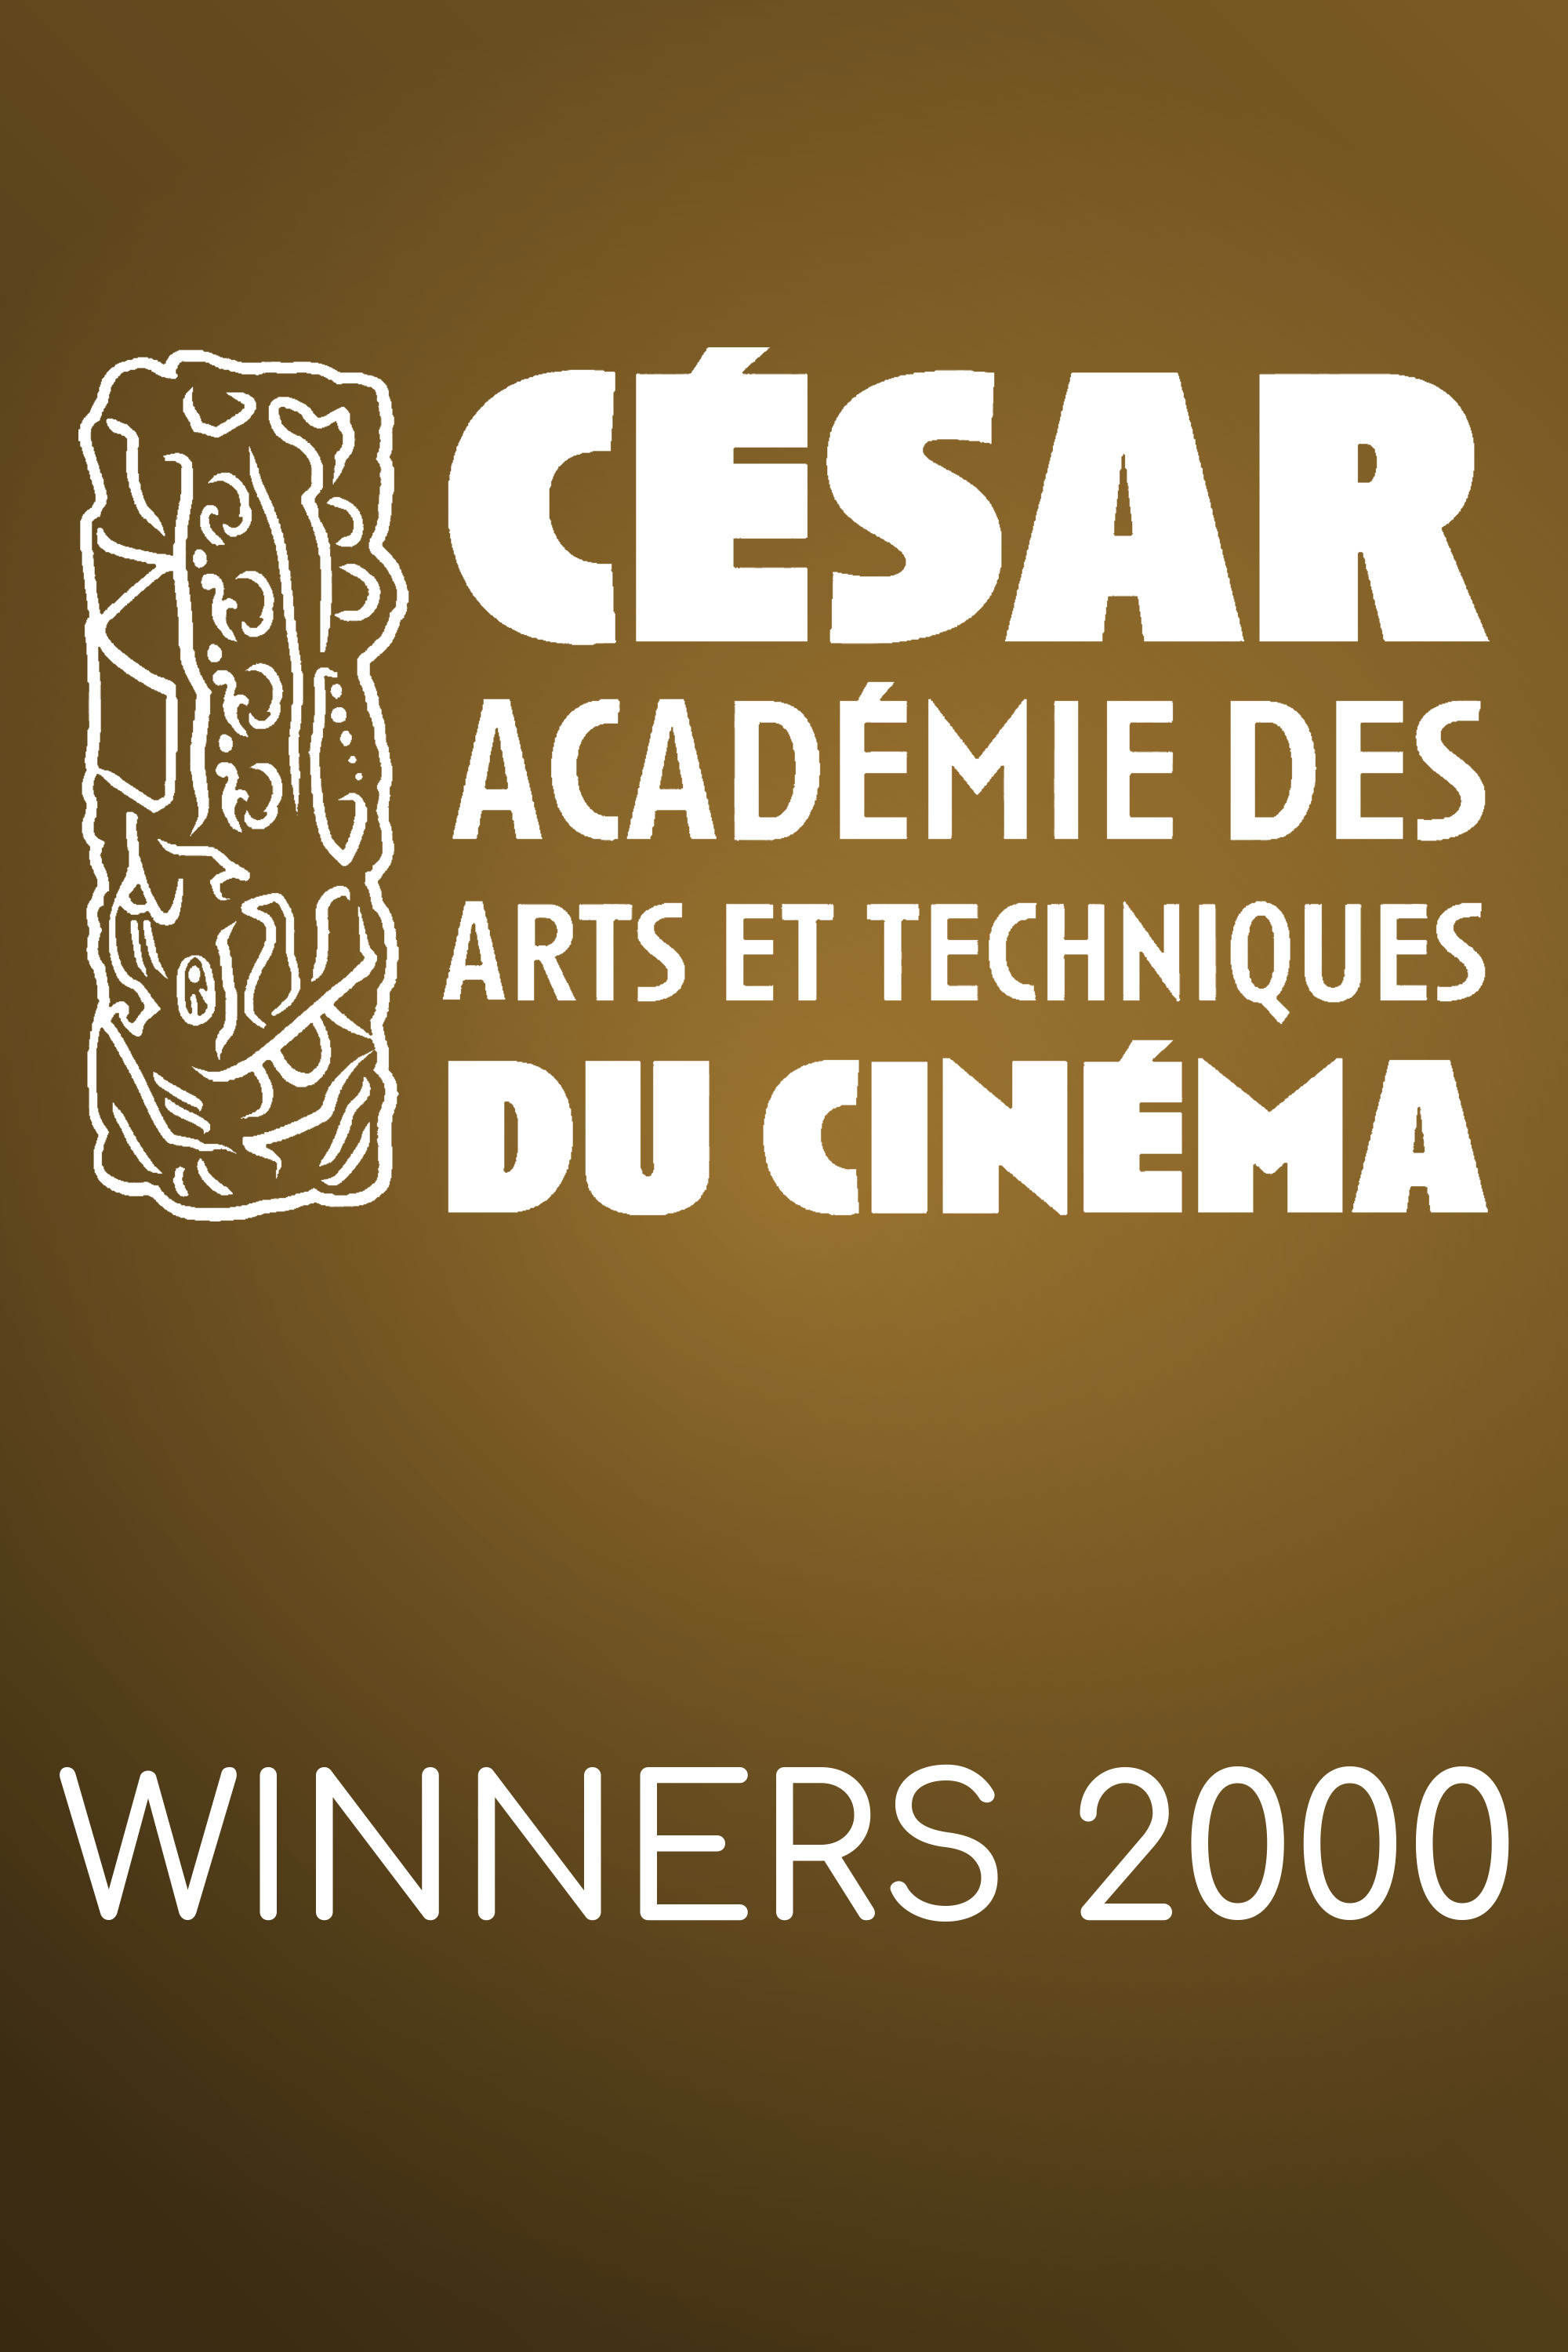 CÉSAR
ACADÉMIE DES
ARTS ET TECHNIQUES
DU CINÉMA
WINNERS 2000